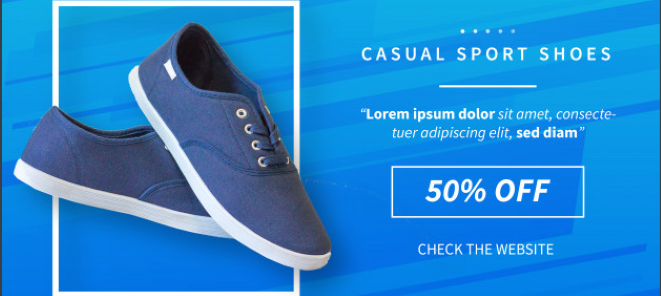 CASUAL SPORT SHOES
“Lorem ipsum dolor sit amet, consecte-
tuer adipiscing elit, sed diam”
50% OFF
CHECK THE WEBSITE